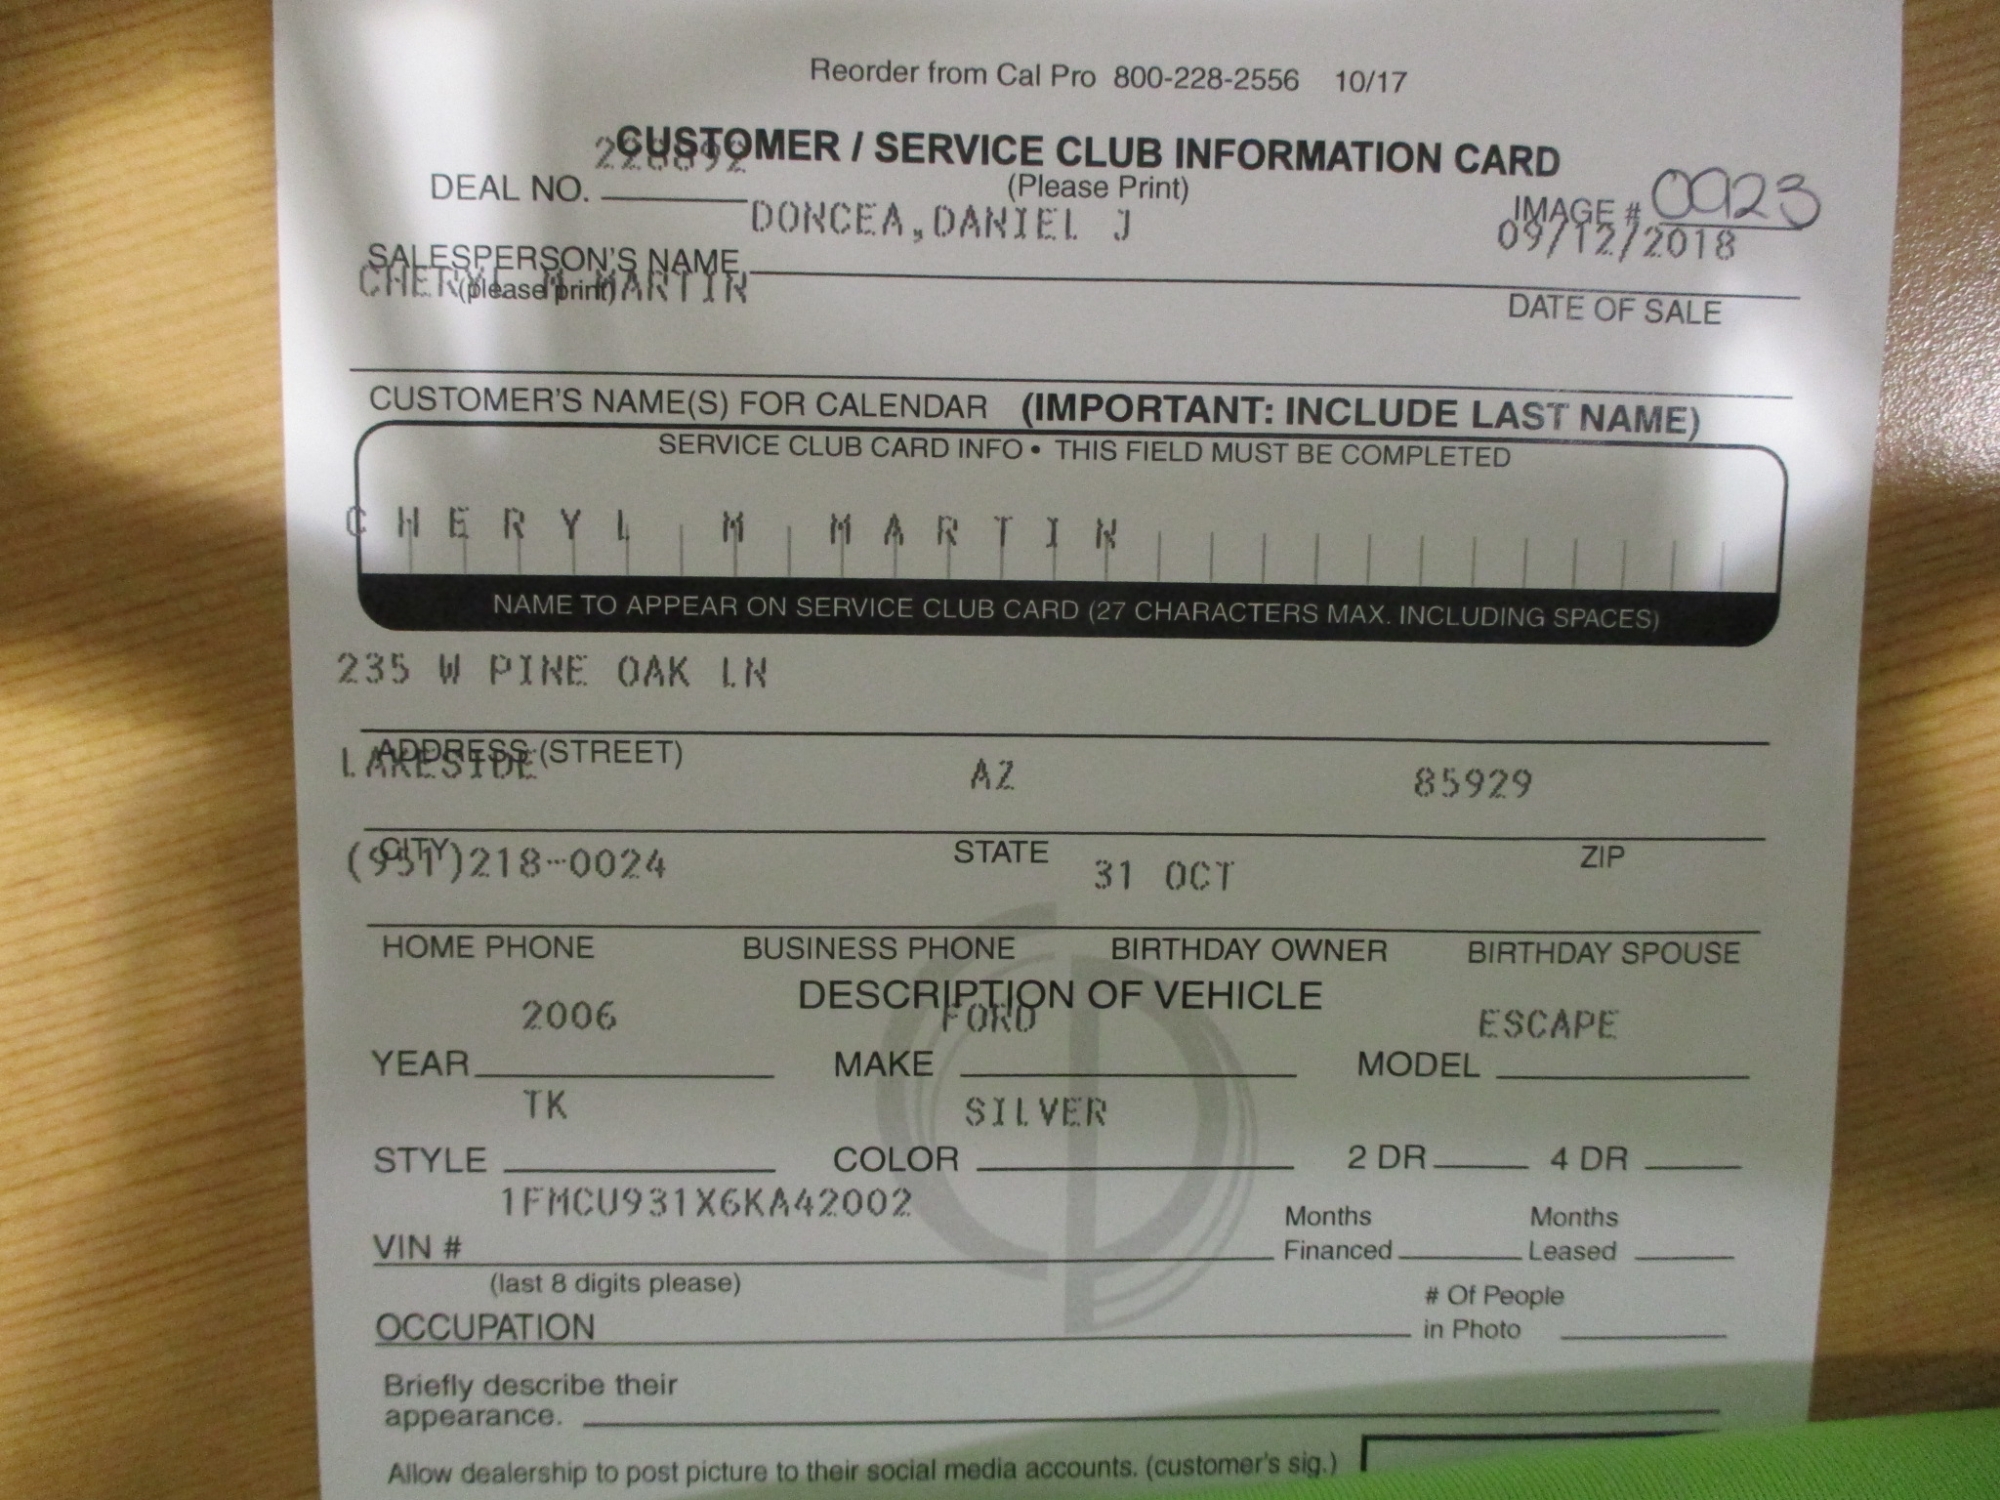 Reorder from Cal Pro 800-228-2556 10/17
CUSTOMER / SERVICE CLUB INFORMATION CARD
DEAL NO. (Please Print)
IMAGE # 0923
DONCEA,DANIEL J
09/12/2018
SALESPERSON'S NAME
(please print)
CHERYL M MARTIN
DATE OF SALE
CUSTOMER'S NAME(S) FOR CALENDAR (IMPORTANT: INCLUDE LAST NAME)
SERVICE CLUB CARD INFO • THIS FIELD MUST BE COMPLETED
CHERYL M MARTIN
NAME TO APPEAR ON SERVICE CLUB CARD (27 CHARACTERS MAX. INCLUDING SPACES)
235 W PINE OAK LN
ADDRESS (STREET)
LAKESIDE AZ 85929
CITY STATE ZIP
(951)218-0024 31 OCT
HOME PHONE BUSINESS PHONE BIRTHDAY OWNER BIRTHDAY SPOUSE
DESCRIPTION OF VEHICLE
2006 FORD ESCAPE
YEAR MAKE MODEL
TK SILVER
STYLE COLOR 2 DR 4 DR
1FMCU931X6KA42002
VIN # Months Financed Months Leased
(last 8 digits please)
OCCUPATION # Of People in Photo
Briefly describe their
appearance.
Allow dealership to post picture to their social media accounts. (customer's sig.)